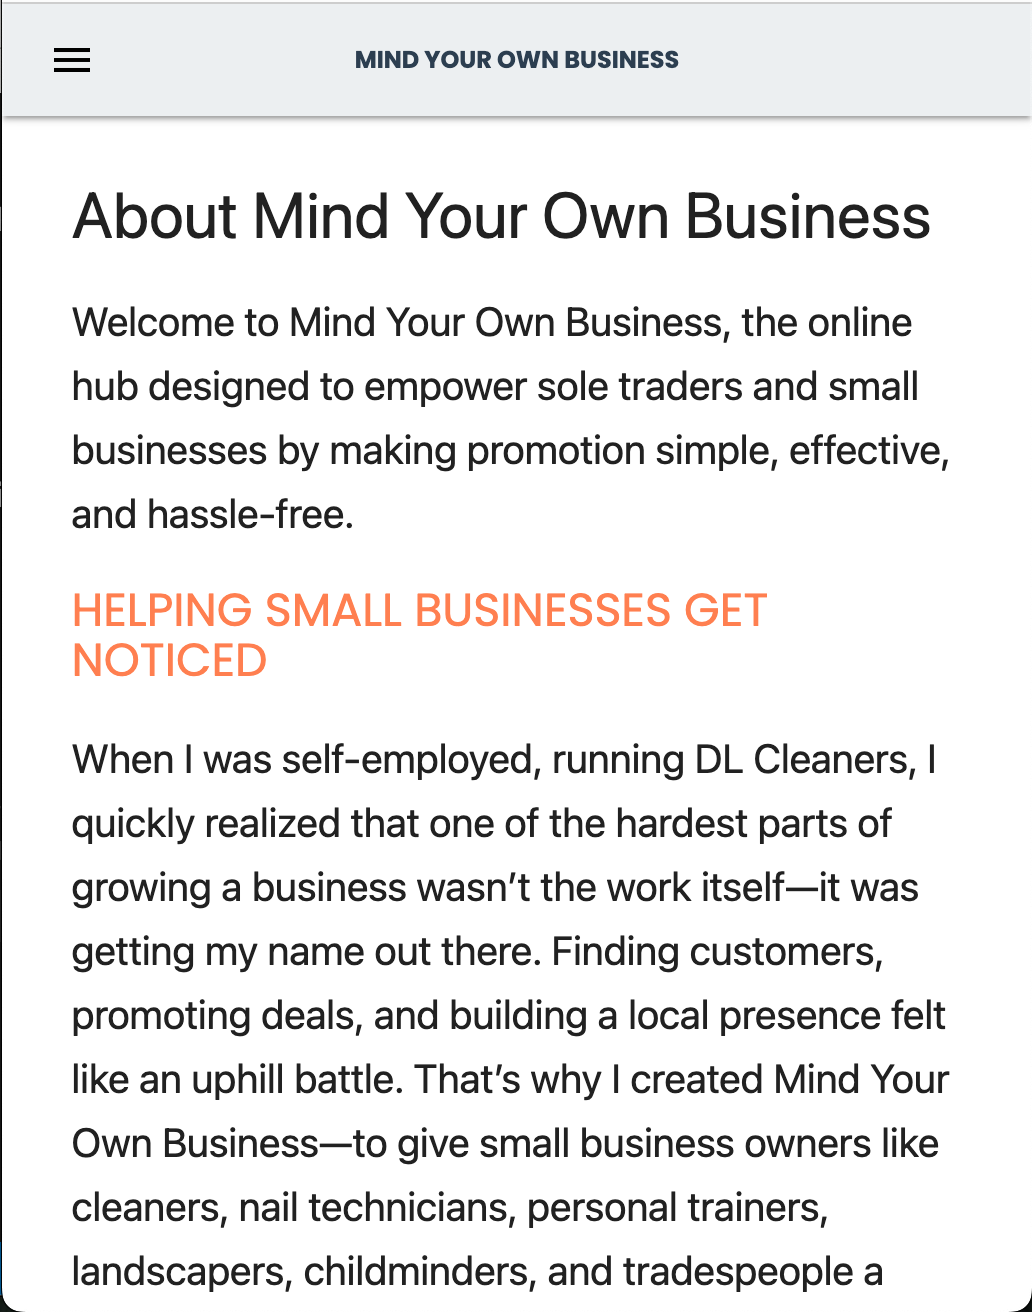 MIND YOUR OWN BUSINESS
About Mind Your Own Business
Welcome to Mind Your Own Business, the online
hub designed to empower sole traders and small
businesses by making promotion simple, effective,
and hassle-free.
HELPING SMALL BUSINESSES GET
NOTICED
When I was self-employed, running DL Cleaners, I
quickly realized that one of the hardest parts of
growing a business wasn’t the work itself—it was
getting my name out there. Finding customers,
promoting deals, and building a local presence felt
like an uphill battle. That’s why I created Mind Your
Own Business—to give small business owners like
cleaners, nail technicians, personal trainers,
landscapers, childminders, and tradespeople a